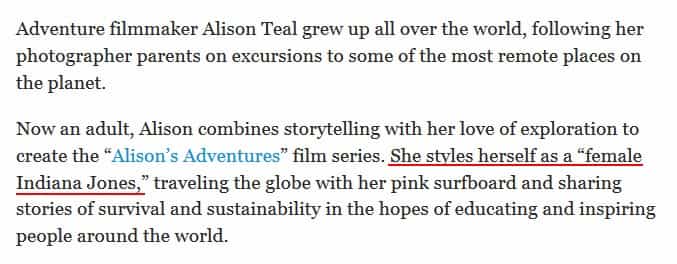 Adventure filmmaker Alison Teal grew up all over the world, following her
photographer parents on excursions to some of the most remote places on
the planet.
Now an adult, Alison combines storytelling with her love of exploration to
create the “Alison’s Adventures” film series. She styles herself as a “female
Indiana Jones,” traveling the globe with her pink surfboard and sharing
stories of survival and sustainability in the hopes of educating and inspiring
people around the world.